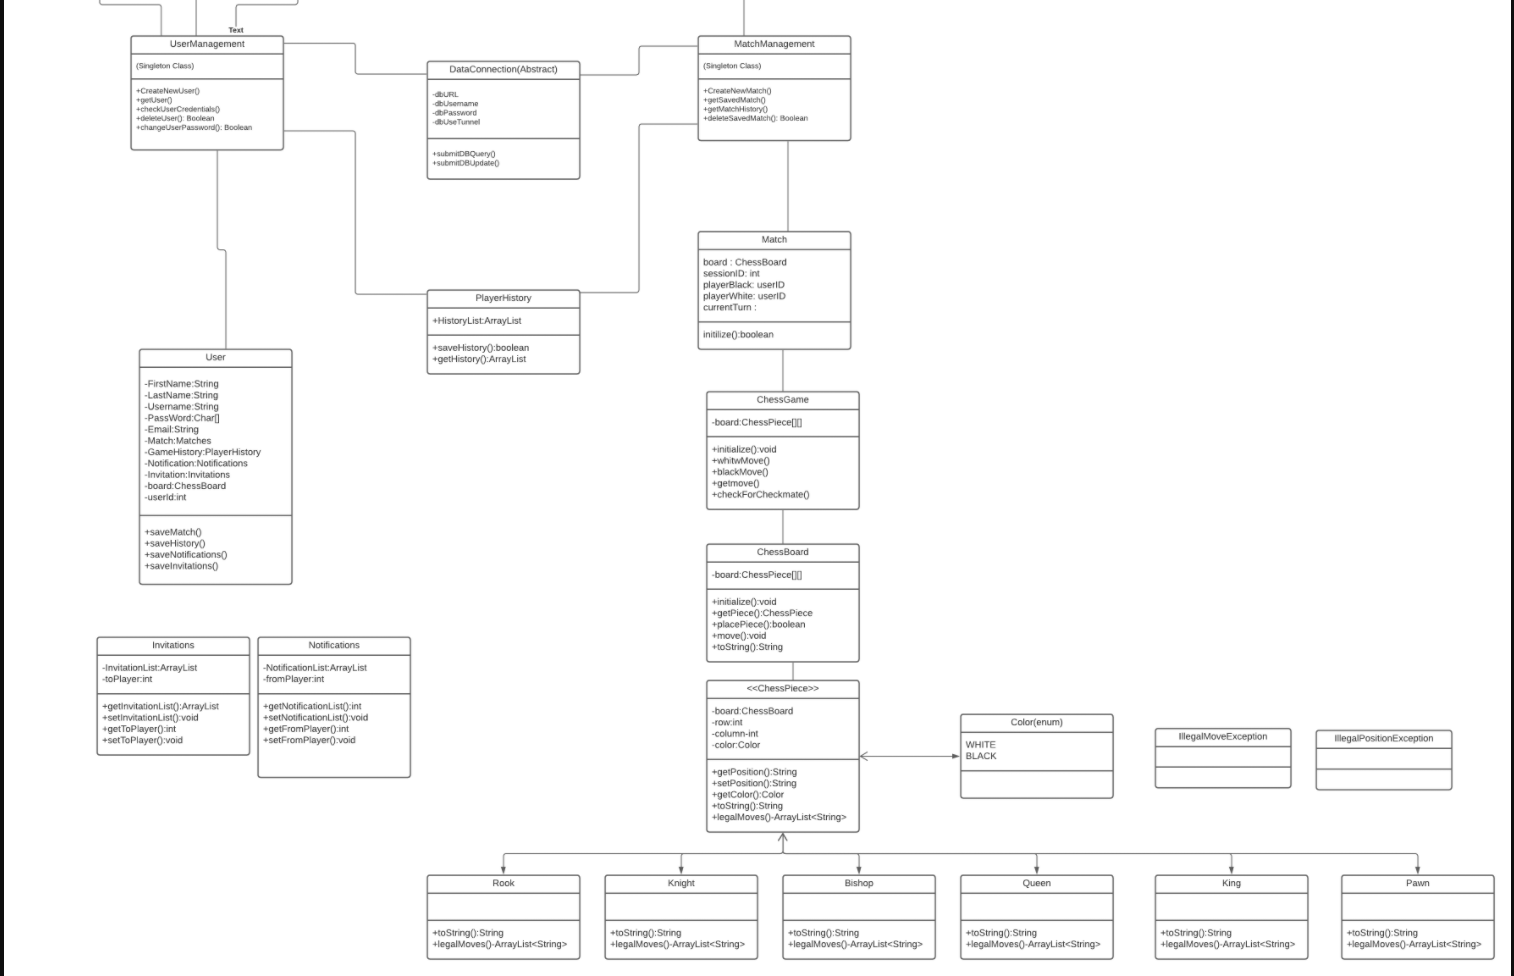 Text
UserManagement
(Singleton Class)
+CreateNewUser()
+getUser()
+checkUserCredentials()
+deleteUser(): Boolean
+changeUserPassword(): Boolean
DataConnection(Abstract)
-dbURL
-dbUsername
-dbPassword
-dbUseTunnel
+submitDBQuery()
+submitDBUpdate()
MatchManagement
(Singleton Class)
+CreateNewMatch()
+getSavedMatch()
+getMatchHistory()
+deleteSavedMatch(): Boolean
Match
board : ChessBoard
sessionID: int
playerBlack: userID
playerWhite: userID
currentTurn :
initilize():boolean
PlayerHistory
+HistoryList:ArrayList
+saveHistory():boolean
+getHistory():ArrayList
User
-FirstName:String
-LastName:String
-Username:String
-PassWord:Char[]
-Email:String
-Match:Matches
-GameHistory:PlayerHistory
-Notification:Notifications
-Invitation:Invitations
-board:ChessBoard
-userId:int
+saveMatch()
+saveHistory()
+saveNotifications()
+saveInvitations()
ChessGame
-board:ChessPiece[][]
+initialize():void
+whitwMove()
+blackMove()
+getmove()
+checkForCheckmate()
ChessBoard
-board:ChessPiece[][]
+initialize():void
+getPiece():ChessPiece
+placePiece():boolean
+move():void
+toString():String
Invitations
-InvitationList:ArrayList
-toPlayer:int
+getInvitationList():ArrayList
+setInvitationList():void
+getToPlayer():int
+setToPlayer():void
Notifications
-NotificationList:ArrayList
-fromPlayer:int
+getNotificationList():int
+setNotificationList():void
+getFromPlayer():int
+setFromPlayer():void
<<ChessPiece>>
-board:ChessBoard
-row:int
-column-int
-color:Color
+getPosition():String
+setPosition():String
+getColor():Color
+toString():String
+legalMoves()-ArrayList<String>
Color(enum)
WHITE
BLACK
IllegalMoveException
IllegalPositionException
Rook
+toString():String
+legalMoves()-ArrayList<String>
Knight
+toString():String
+legalMoves()-ArrayList<String>
Bishop
+toString():String
+legalMoves()-ArrayList<String>
Queen
+toString():String
+legalMoves()-ArrayList<String>
King
+toString():String
+legalMoves()-ArrayList<String>
Pawn
+toString():String
+legalMoves()-ArrayList<String>